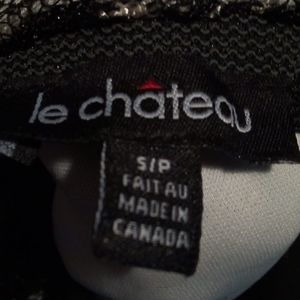 le château
S/P
FAIT AU
MADE IN
CANADA